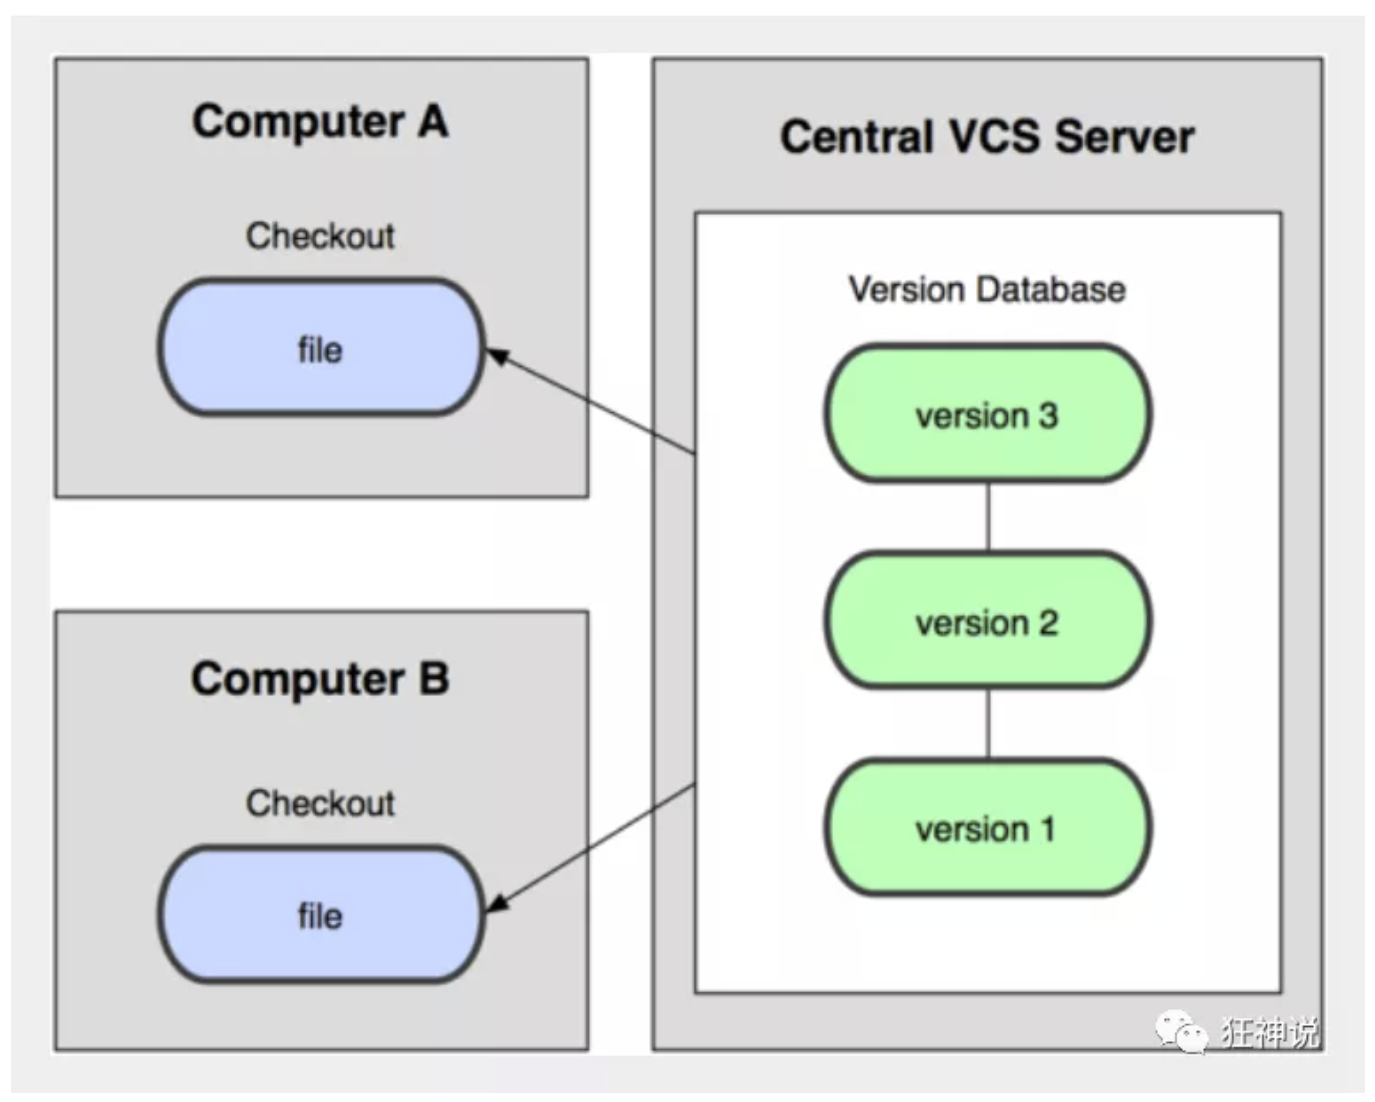 Computer A
Checkout
file
Computer B
Checkout
file
Central VCS Server
Version Database
version 3
version 2
version 1
狂神说